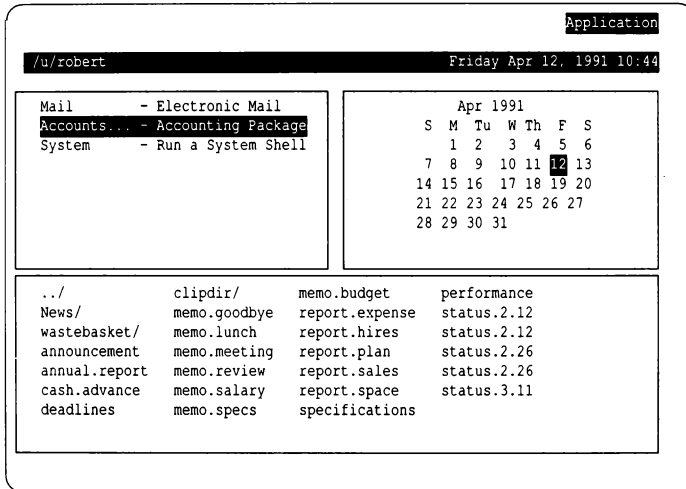 Application
/u/robert Friday Apr 12, 1991 10:44
Mail - Electronic Mail
Accounts... - Accounting Package
System - Run a System Shell
Apr 1991
S M Tu W Th F S
1 2 3 4 5 6
7 8 9 10 11 12 13
14 15 16 17 18 19 20
21 22 23 24 25 26 27
28 29 30 31
../ clipdir/ memo.budget performance
News/ memo.goodbye report.expense status.2.12
wastebasket/ memo.lunch report.hires status.2.12
announcement memo.meeting report.plan status.2.26
annual.report memo.review report.sales status.2.26
cash.advance memo.salary report.space status.3.11
deadlines memo.specs specifications